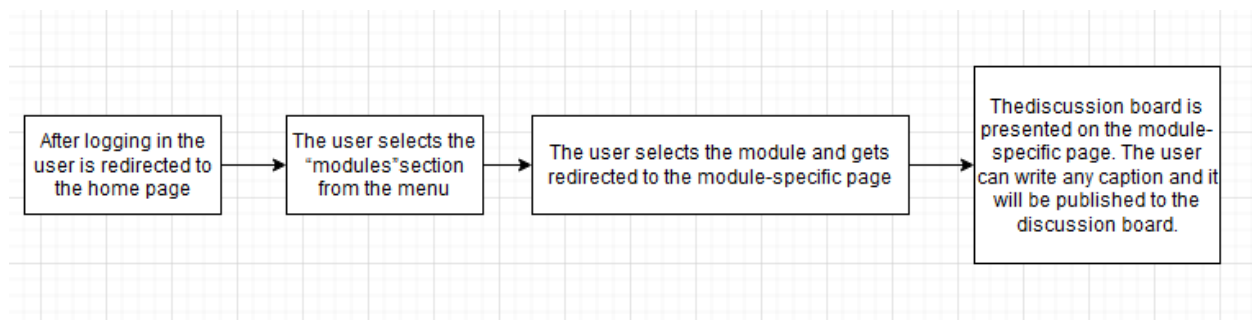 After logging in the
user is redirected to
the home page
The user selects the
“modules”section
from the menu
The user selects the module and gets
redirected to the module-specific page
Thediscussion board is
presented on the module-
specific page. The user
can write any caption and it
will be published to the
discussion board.